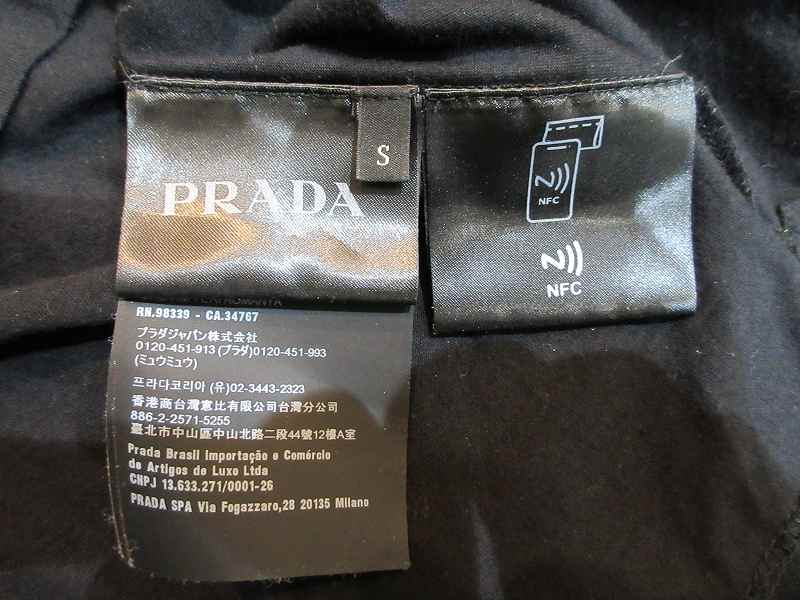 PRADA
S
NFC
NFC
RN.98339 - CA.34767
プラダジャパン株式会社
0120-451-913 (プラダ)0120-451-993
(ミュウミュウ)
프라다코리아 (유)02-3443-2323
香港商台灣意比有限公司台灣分公司
886-2-2571-5255
臺北市中山區中山北路二段44號12樓A室
Prada Brasil Importação e Comércio
de Artigos de Luxo Ltda
CNPJ 13.633.271/0001-26
PRADA SPA Via Fogazzaro,28 20135 Milano